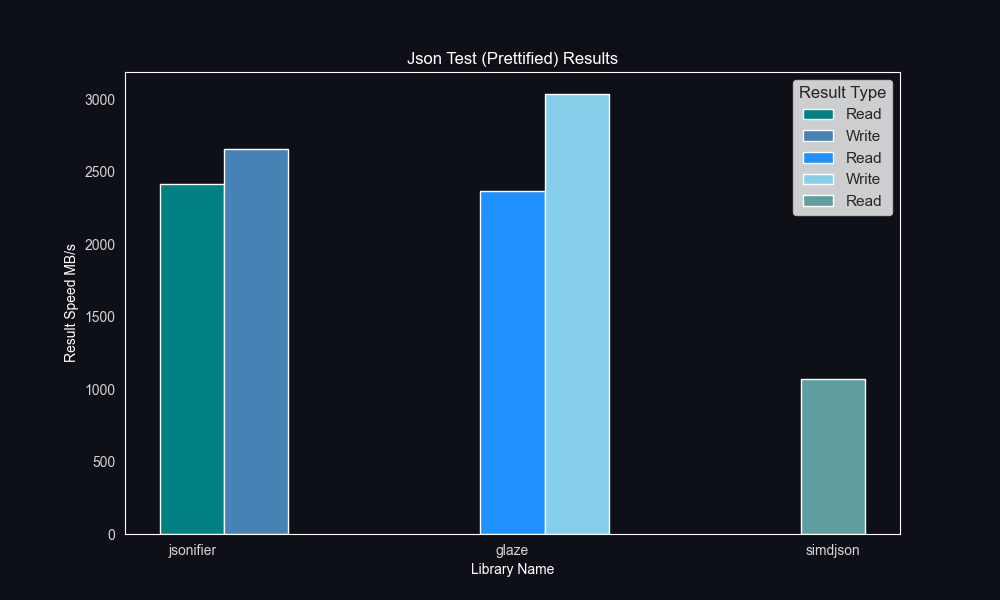 Json Test (Prettified) Results
Result Type
Read
Write
Read
Write
Read
Result Speed MB/s
3000
2500
2000
1500
1000
500
0
jsonifier
glaze
simdjson
Library Name